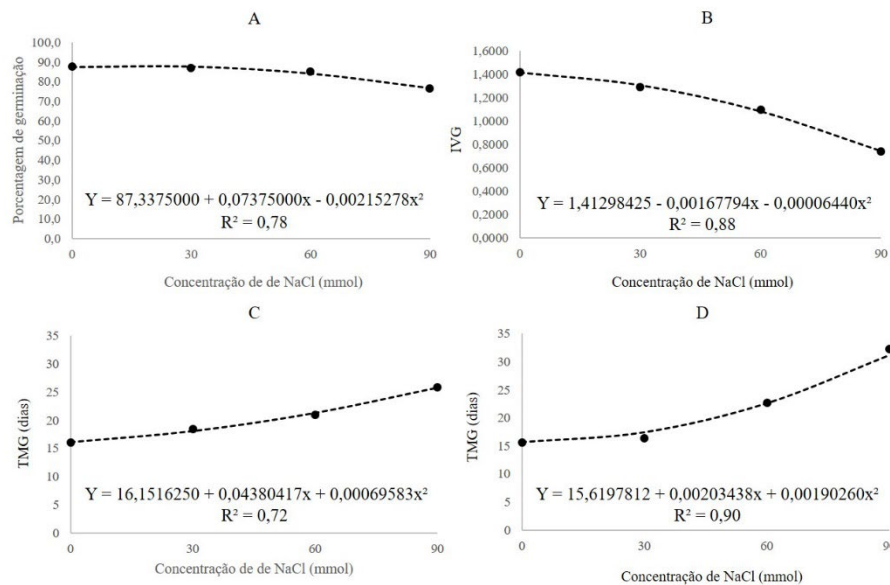 A
Porcentagem de germinação
100,0
90,0
80,0
70,0
60,0
50,0
40,0
30,0
20,0
10,0
0,0
Y = 87,3375000 + 0,07375000x - 0,00215278x²
R² = 0,78
0 30 60 90
Concentração de de NaCl (mmol)
B
IVG
1,6000
1,4000
1,2000
1,0000
0,8000
0,6000
0,4000
0,2000
0,0000
Y = 1,41298425 - 0,00167794x - 0,00006440x²
R² = 0,88
0 30 60 90
Concentração de NaCl (mmol)
C
TMG (dias)
35
30
25
20
15
10
5
0
Y = 16,1516250 + 0,04380417x + 0,00069583x²
R² = 0,72
0 30 60 90
Concentração de de NaCl (mmol)
D
TMG (dias)
35
30
25
20
15
10
5
0
Y = 15,6197812 + 0,00203438x + 0,00190260x²
R² = 0,90
0 30 60 90
Concentração de NaCl (mmol)